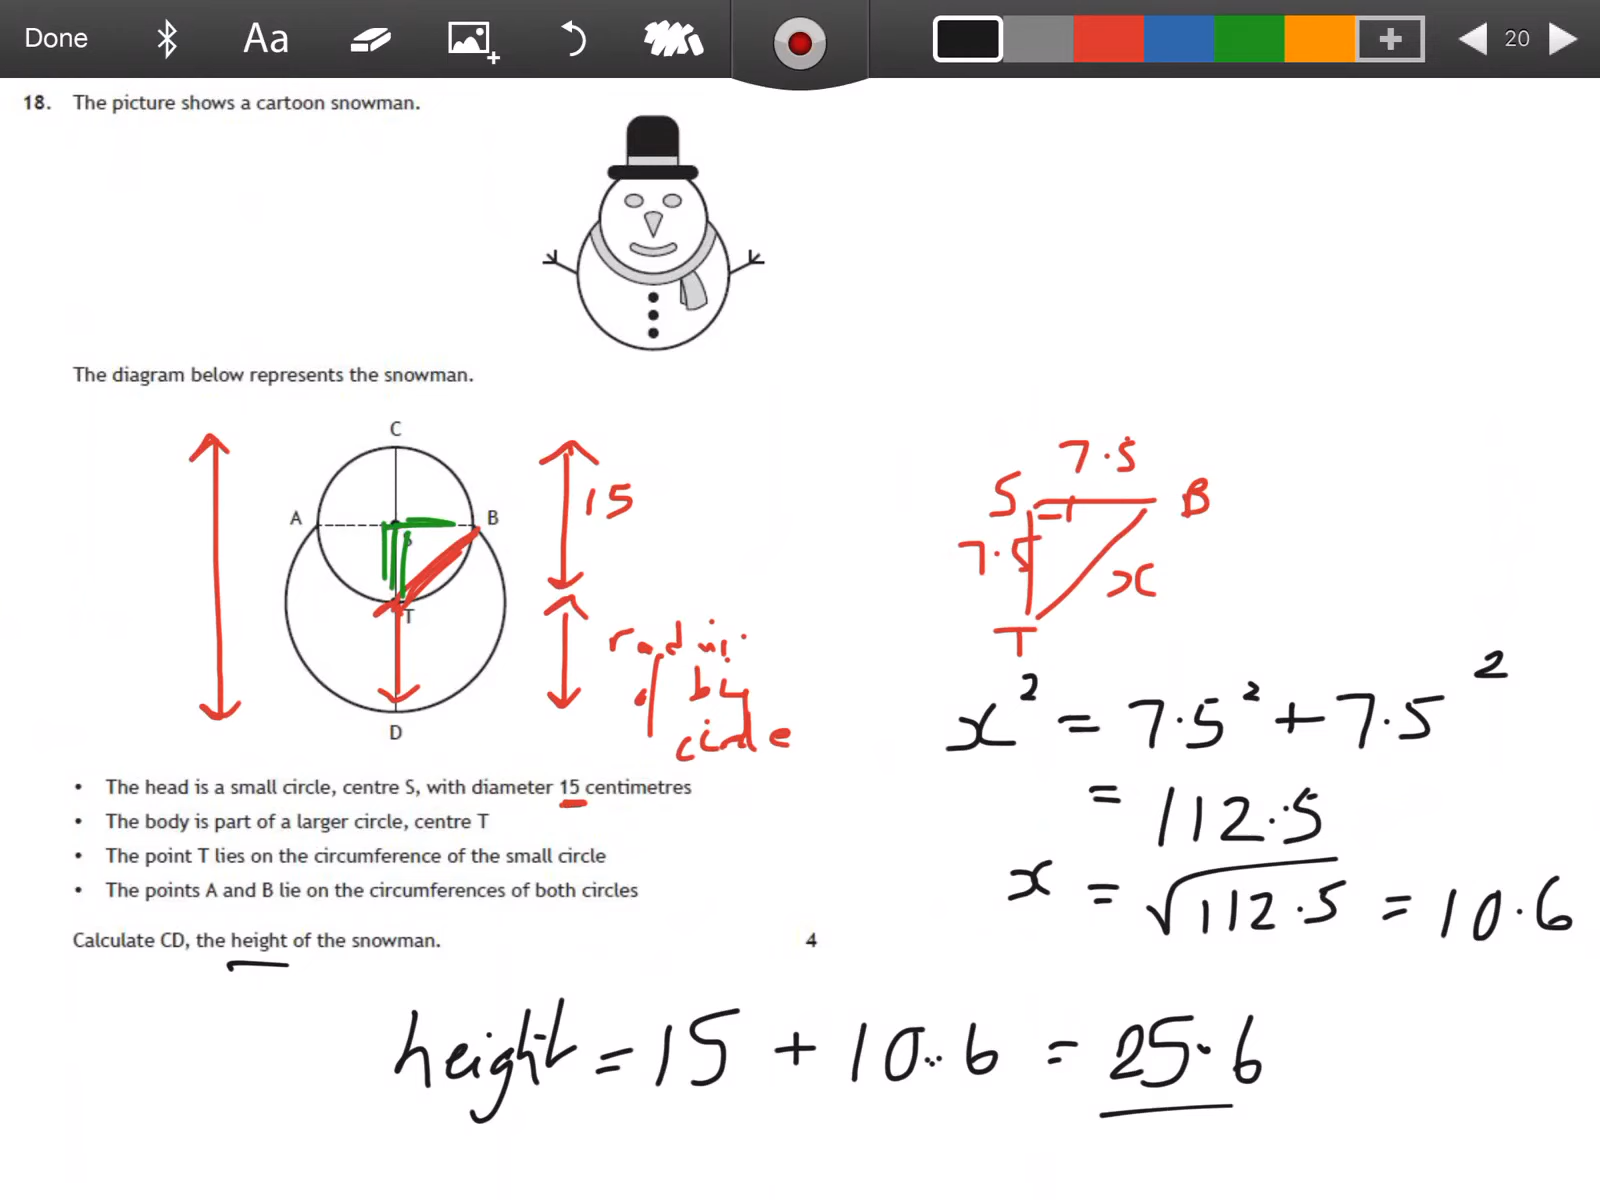 Done Aa 20
18. The picture shows a cartoon snowman.
The diagram below represents the snowman.
C
A B
S
T
D
15
radius
of big
circle
• The head is a small circle, centre S, with diameter 15 centimetres
• The body is part of a larger circle, centre T
• The point T lies on the circumference of the small circle
• The points A and B lie on the circumferences of both circles
Calculate CD, the height of the snowman. 4
7.5
S B
7.5 x
T
x² = 7.5² + 7.5²
= 112.5
x = √112.5 = 10.6
height = 15 + 10.6 = 25.6